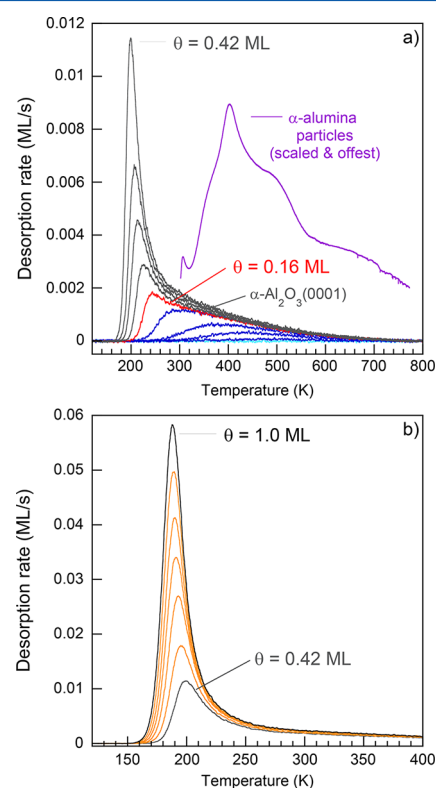 a)
0.012
0.01
0.008
0.006
0.004
0.002
0
Desorption rate (ML/s)
θ = 0.42 ML
α-alumina
particles
(scaled & offest)
θ = 0.16 ML
α-Al₂O₃(0001)
200 300 400 500 600 700 800
Temperature (K)
b)
0.06
0.05
0.04
0.03
0.02
0.01
0
Desorption rate (ML/s)
θ = 1.0 ML
θ = 0.42 ML
150 200 250 300 350 400
Temperature (K)